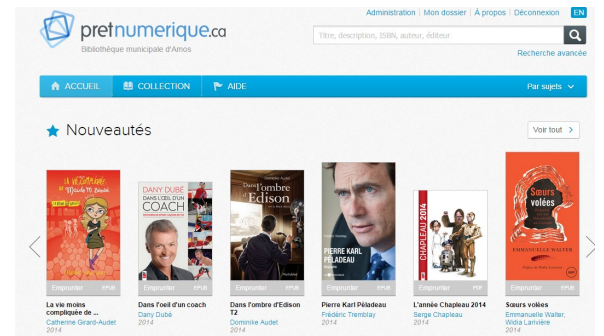 Administration | Mon dossier | À propos | Déconnexion EN
pretnumerique.ca
Bibliothèque municipale d'Amos
Titre, description, ISBN, auteur, éditeur
Recherche avancée
ACCUEIL COLLECTION AIDE Par sujets
Nouveautés
Voir tout
DANY DUBÉ
DANS L'ŒIL D'UN
COACH
Dominike Audet
Dans l'ombre
d'Edison
PIERRE KARL
PÉLADEAU
CHAPLEAU 2014
Sœurs
volées
EMMANUELLE WALTER
Emprunter EPUB
Emprunter EPUB
Emprunter EPUB
Emprunter EPUB
Emprunter PDF
Emprunter EPUB
La vie moins
compliquée de ...
Catherine Girard-Audet
2014
Dans l'oeil d'un coach
Dany Dubé
2014
Dans l'ombre d'Edison
T2
Dominike Audet
2014
Pierre Karl Péladeau
Frédéric Tremblay
2014
L'année Chapleau 2014
Serge Chapleau
2014
Sœurs volées
Emmanuelle Walter,
Widia Larivière
2014